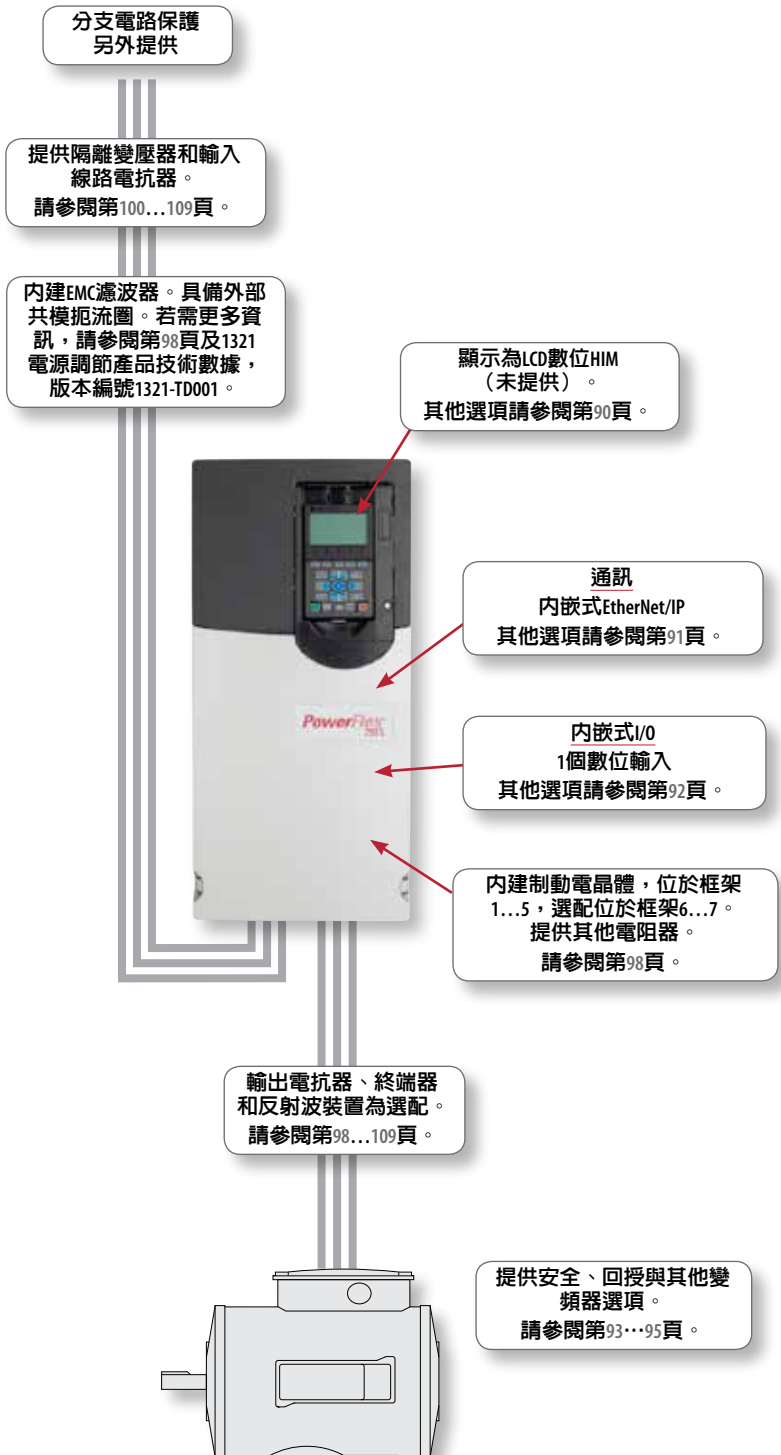 分支電路保護
另外提供
提供隔離變壓器和輸入
線路電抗器。
請參閱第100…109頁。
內建EMC濾波器。具備外部
共模扼流圈。若需更多資
訊，請參閱第98頁及1321
電源調節產品技術數據，
版本編號1321-TD001。
顯示為LCD數位HIM
（未提供）。
其他選項請參閱第90頁。
通訊
內嵌式EtherNet/IP
其他選項請參閱第91頁。
PowerFlex
內嵌式I/O
1個數位輸入
其他選項請參閱第92頁。
內建制動電晶體，位於框架
1…5，選配位於框架6…7。
提供其他電阻器。
請參閱第98頁。
輸出電抗器、終端器
和反射波裝置為選配。
請參閱第98…109頁。
提供安全、回授與其他變
頻器選項。
請參閱第93…95頁。